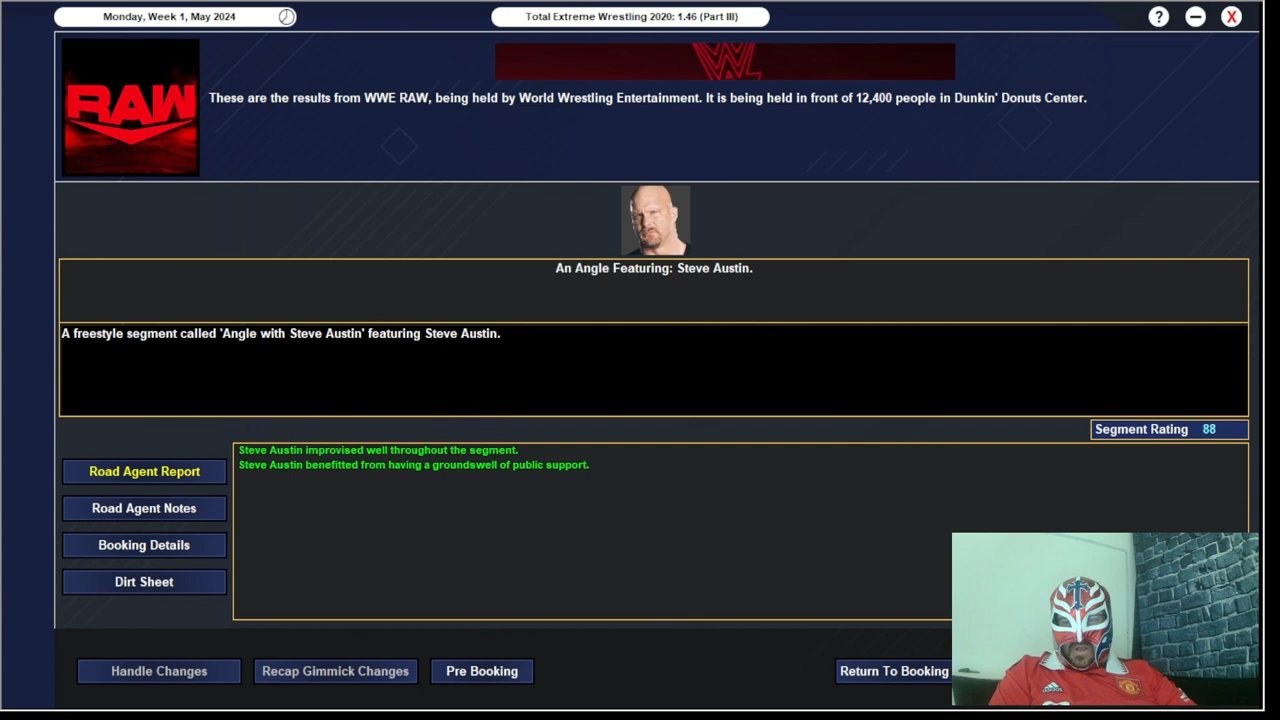 Monday, Week 1, May 2024
Total Extreme Wrestling 2020: 1.46 (Part III)
?
X
RAW
W
These are the results from WWE RAW, being held by World Wrestling Entertainment. It is being held in front of 12,400 people in Dunkin' Donuts Center.
An Angle Featuring: Steve Austin.
A freestyle segment called 'Angle with Steve Austin' featuring Steve Austin.
Segment Rating 88
Steve Austin improvised well throughout the segment.
Steve Austin benefitted from having a groundswell of public support.
Road Agent Report
Road Agent Notes
Booking Details
Dirt Sheet
Handle Changes
Recap Gimmick Changes
Pre Booking
Return To Booking